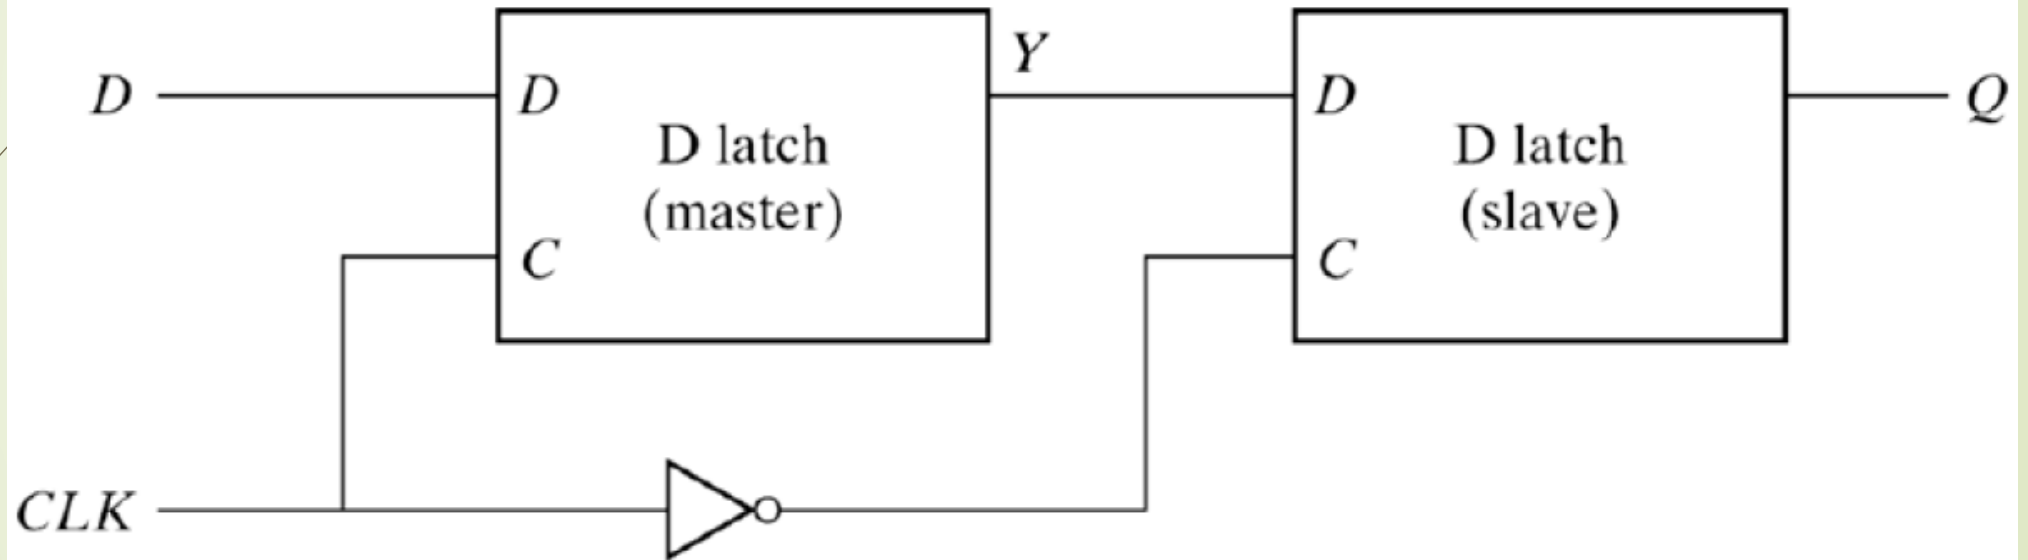 Y
D
D
D latch
(master)
C
D
D latch
(slave)
C
Q
CLK